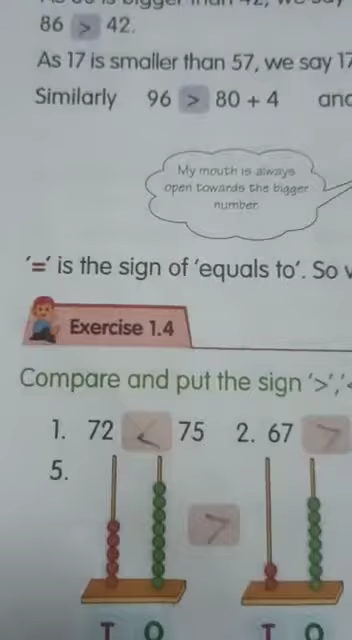 86 > 42.
As 17 is smaller than 57, we say 17
Similarly 96 > 80 + 4 and
My mouth is always
open towards the bigger
number.
'=' is the sign of 'equals to'. So
Exercise 1.4
Compare and put the sign '>','<
1. 72 < 75 2. 67 >
5. >
T O T O